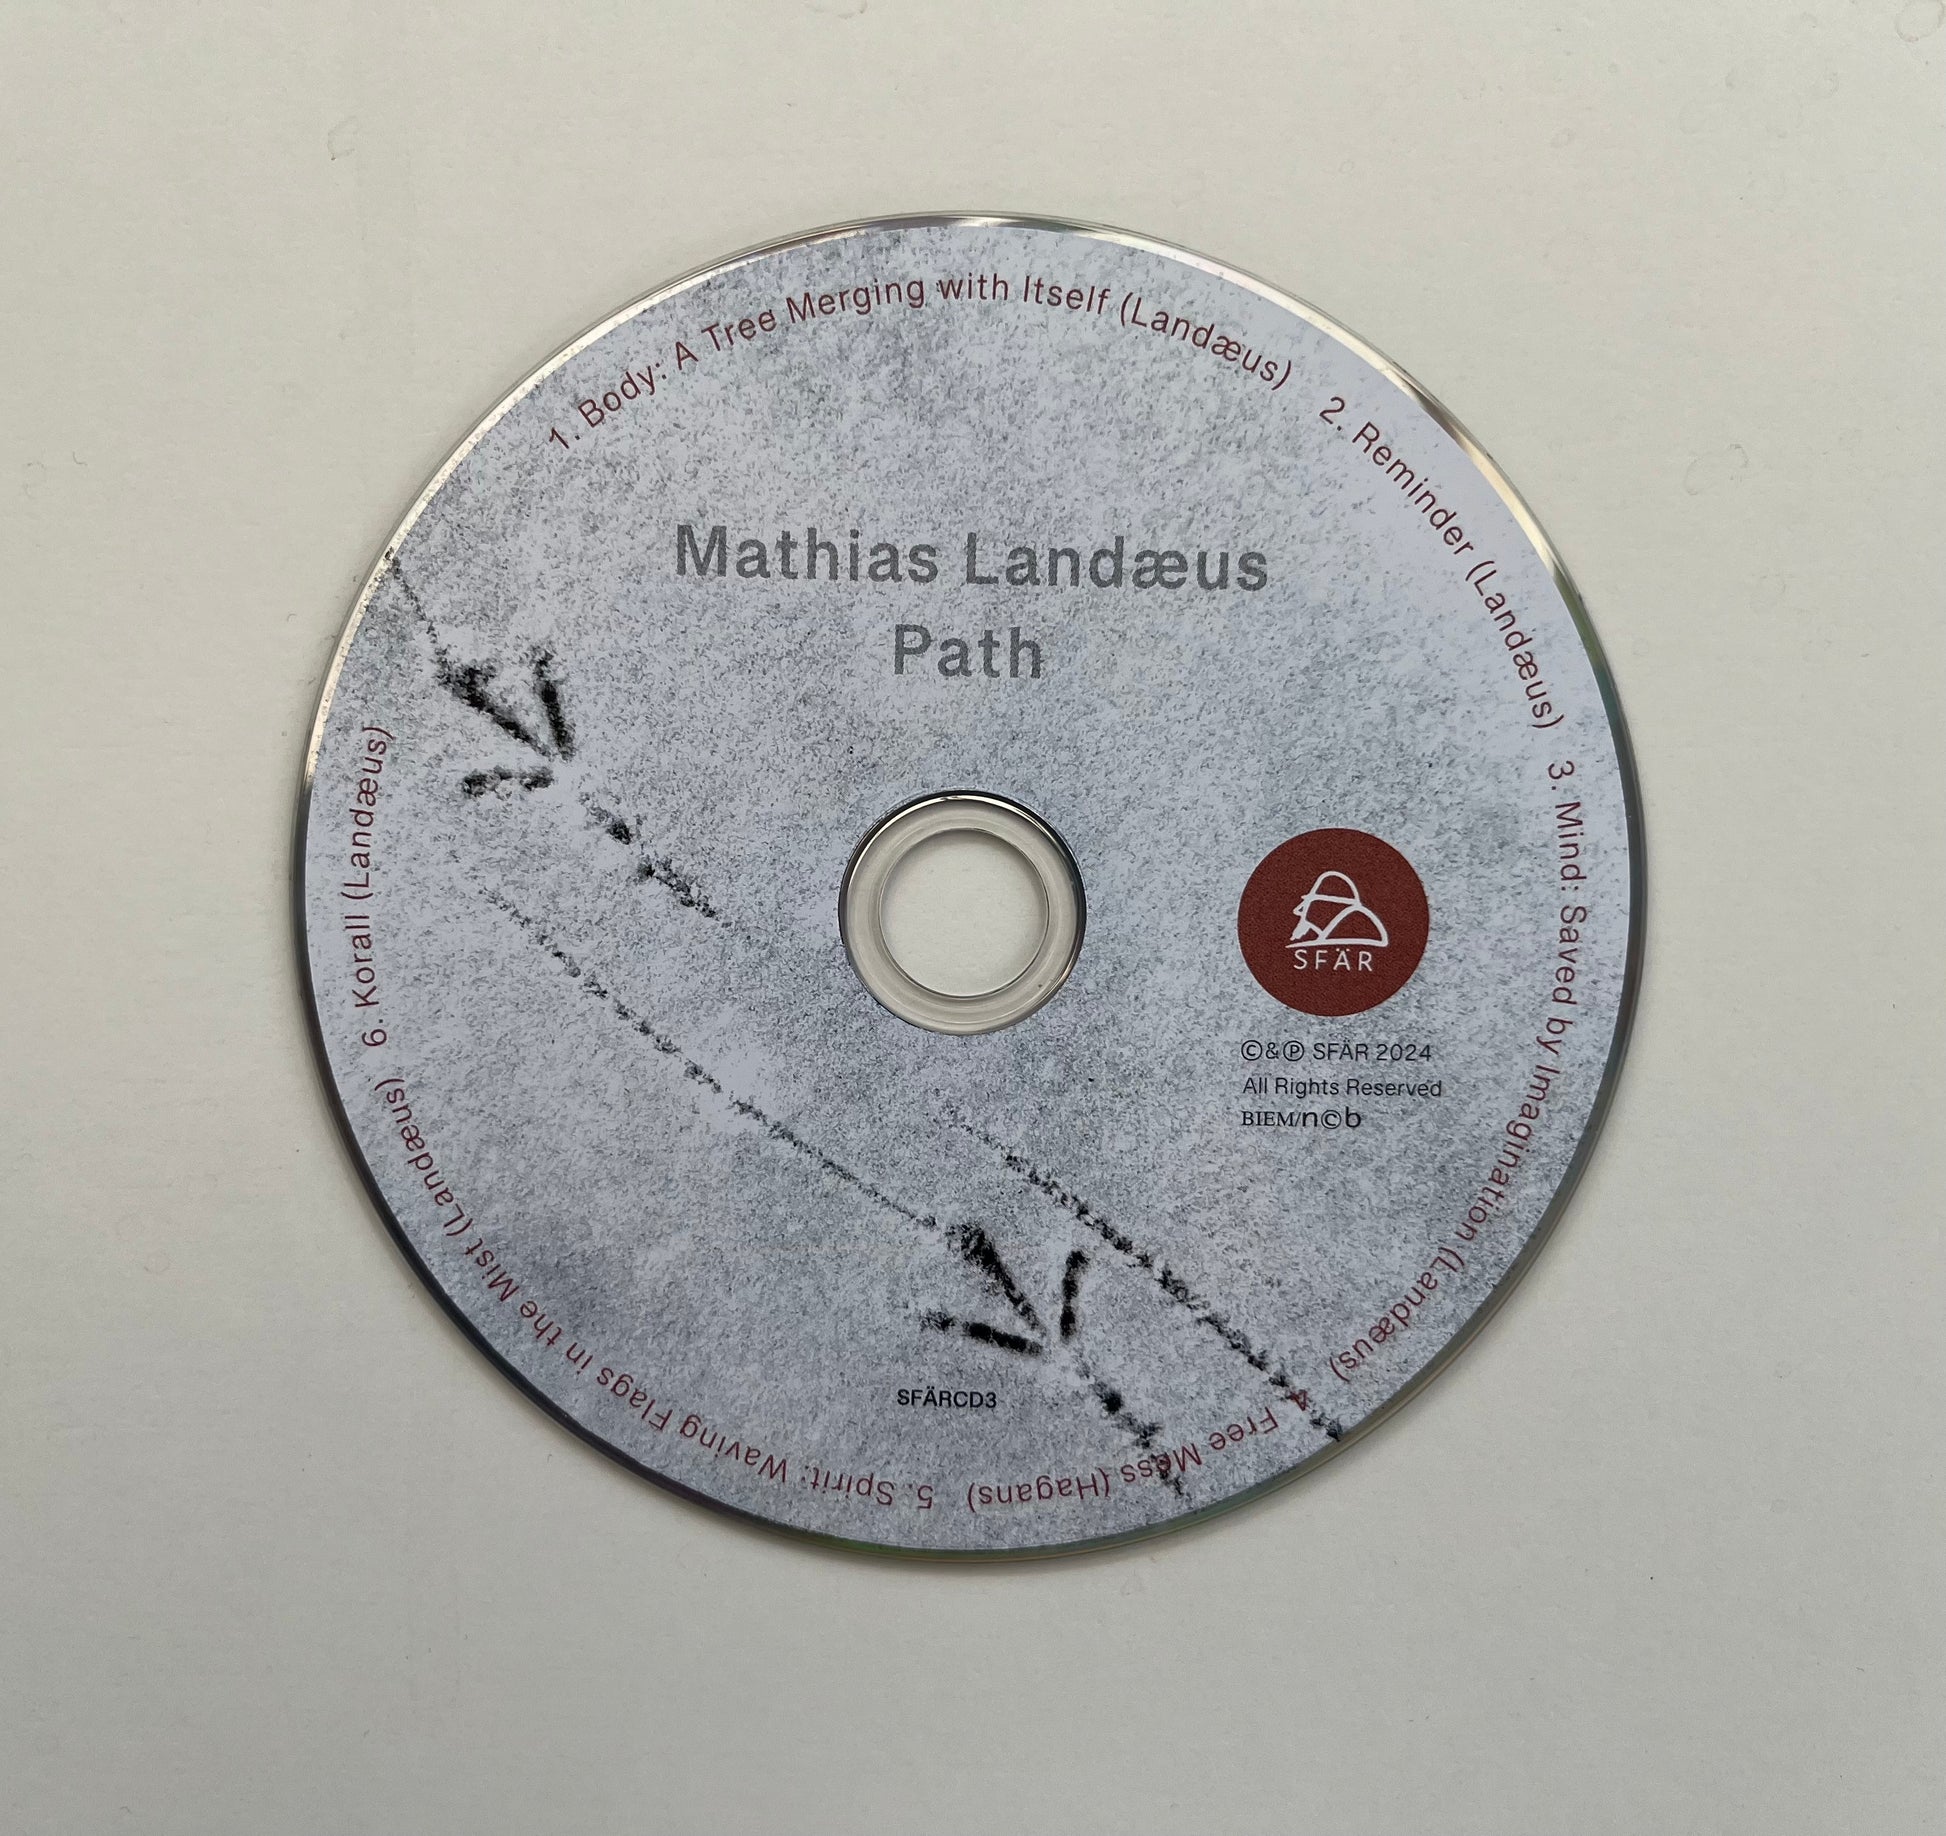 Mathias Landæus
Path
1. Body: A Tree Merging with Itself (Landæus)
2. Reminder (Landæus)
3. Mind: Saved by Imagination (Landæus)
4. Free Mess (Hagans)
5. Spirit: Waving Flags in the Mist (Landæus)
6. Korall (Landæus)
SFÄR
©&℗ SFÄR 2024
All Rights Reserved
BIEM/n©b
SFÄRCD3